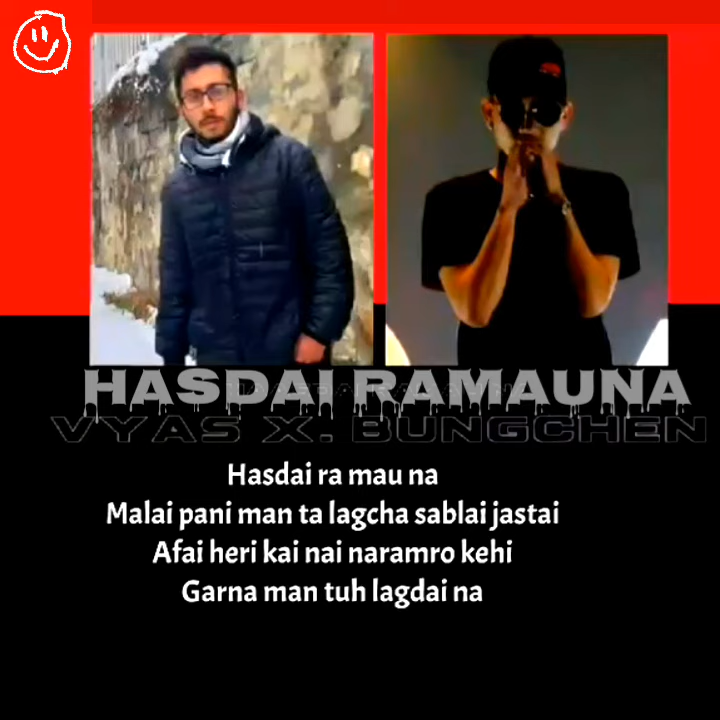 HASDAI RAMAUNA
VYAS X. BUNGCHEN
Hasdai ra mau na
Malai pani man ta lagcha sablai jastai
Afai heri kai nai naramro kehi
Garna man tuh lagdai na